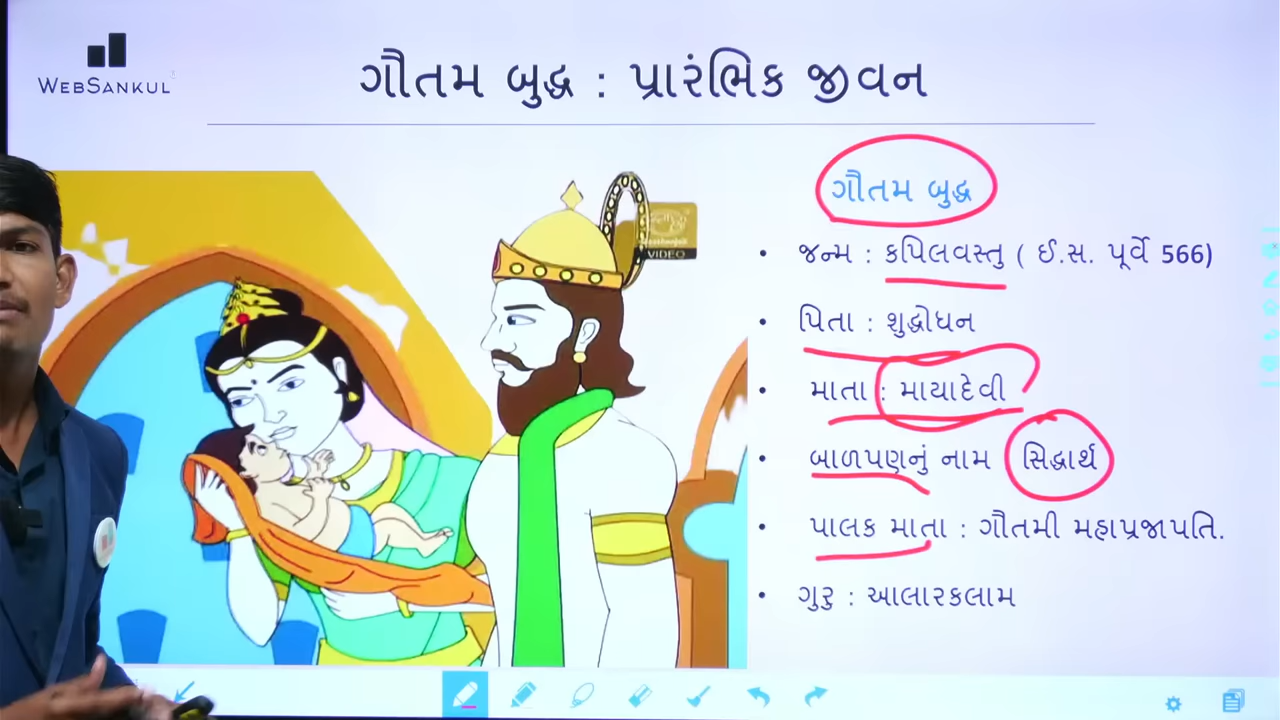 WEBSANKUL
ગૌતમ બુદ્ધ : પ્રારંભિક જીવન
ગૌતમ બુદ્ધ
• જન્મ : કપિલવસ્તુ ( ઈ.સ. પૂર્વે 566)
• પિતા : શુદ્ધોધન
• માતા : માયાદેવી
• બાળપણનું નામ સિદ્ધાર્થ
• પાલક માતા : ગૌતમી મહાપ્રજાપતિ.
• ગુરુ : આલારકલામ
VIDEO